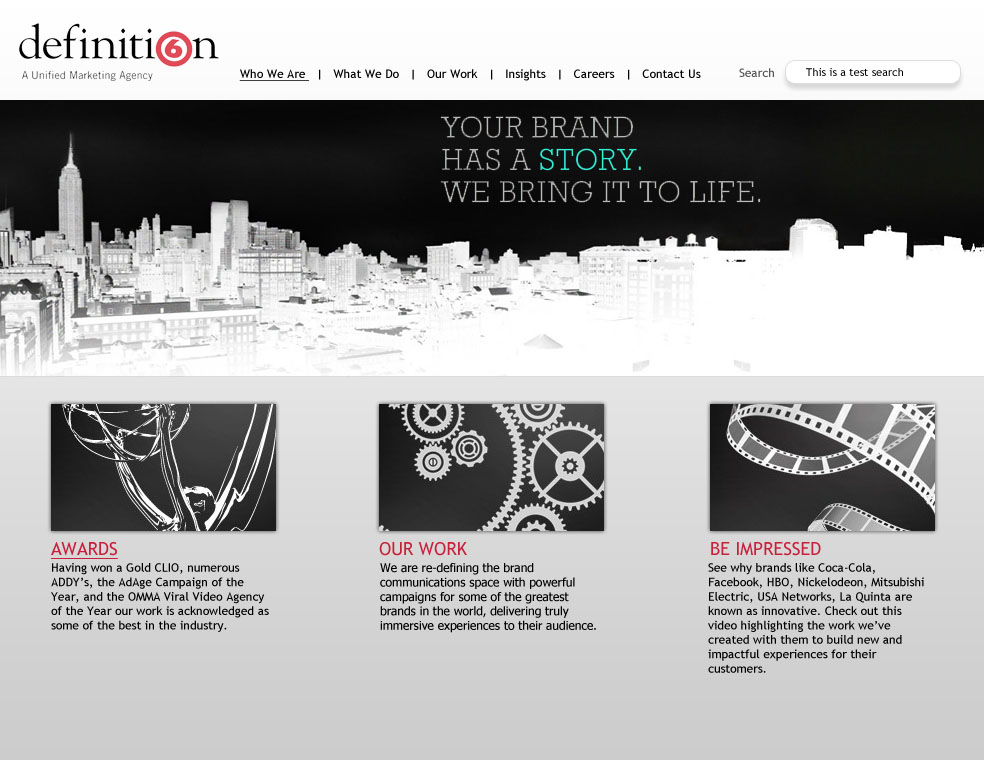 definiti6n
A Unified Marketing Agency
Who We Are | What We Do | Our Work | Insights | Careers | Contact Us
Search
This is a test search
YOUR BRAND
HAS A STORY.
WE BRING IT TO LIFE.
AWARDS
Having won a Gold CLIO, numerous
ADDY's, the AdAge Campaign of the
Year, and the OMMA Viral Video Agency
of the Year our work is acknowledged as
some of the best in the industry.
OUR WORK
We are re-defining the brand
communications space with powerful
campaigns for some of the greatest
brands in the world, delivering truly
immersive experiences to their audience.
BE IMPRESSED
See why brands like Coca-Cola,
Facebook, HBO, Nickelodeon, Mitsubishi
Electric, USA Networks, La Quinta are
known as innovative. Check out this
video highlighting the work we've
created with them to build new and
impactful experiences for their
customers.